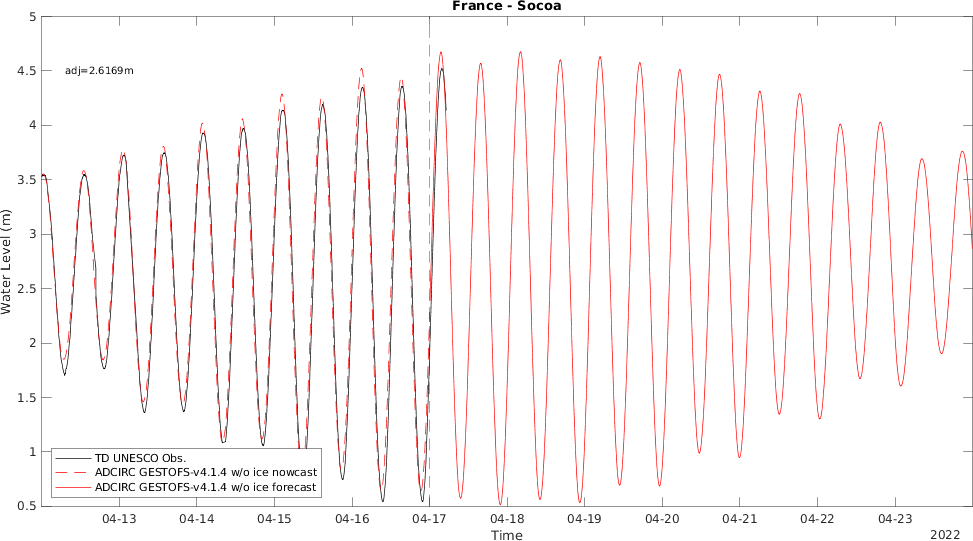 France - Socoa
adj=2.6169m
5
4.5
4
3.5
3
2.5
2
1.5
1
0.5
Water Level (m)
TD UNESCO Obs.
ADCIRC GESTOFS-v4.1.4 w/o ice nowcast
ADCIRC GESTOFS-v4.1.4 w/o ice forecast
04-13 04-14 04-15 04-16 04-17 04-18 04-19 04-20 04-21 04-22 04-23
Time
2022